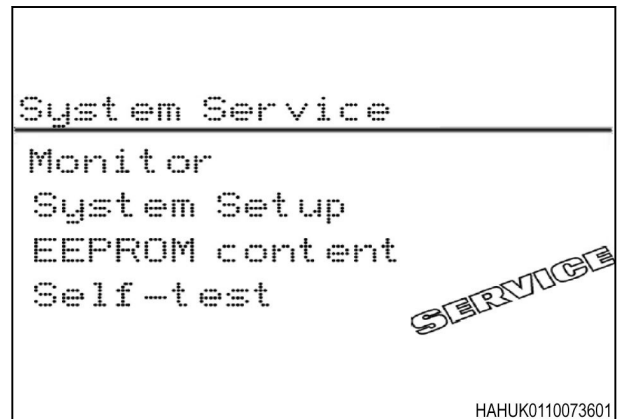 System Service
Monitor
System Setup
EEPROM content
Self-test
SERVICE
HAHUK0110073601